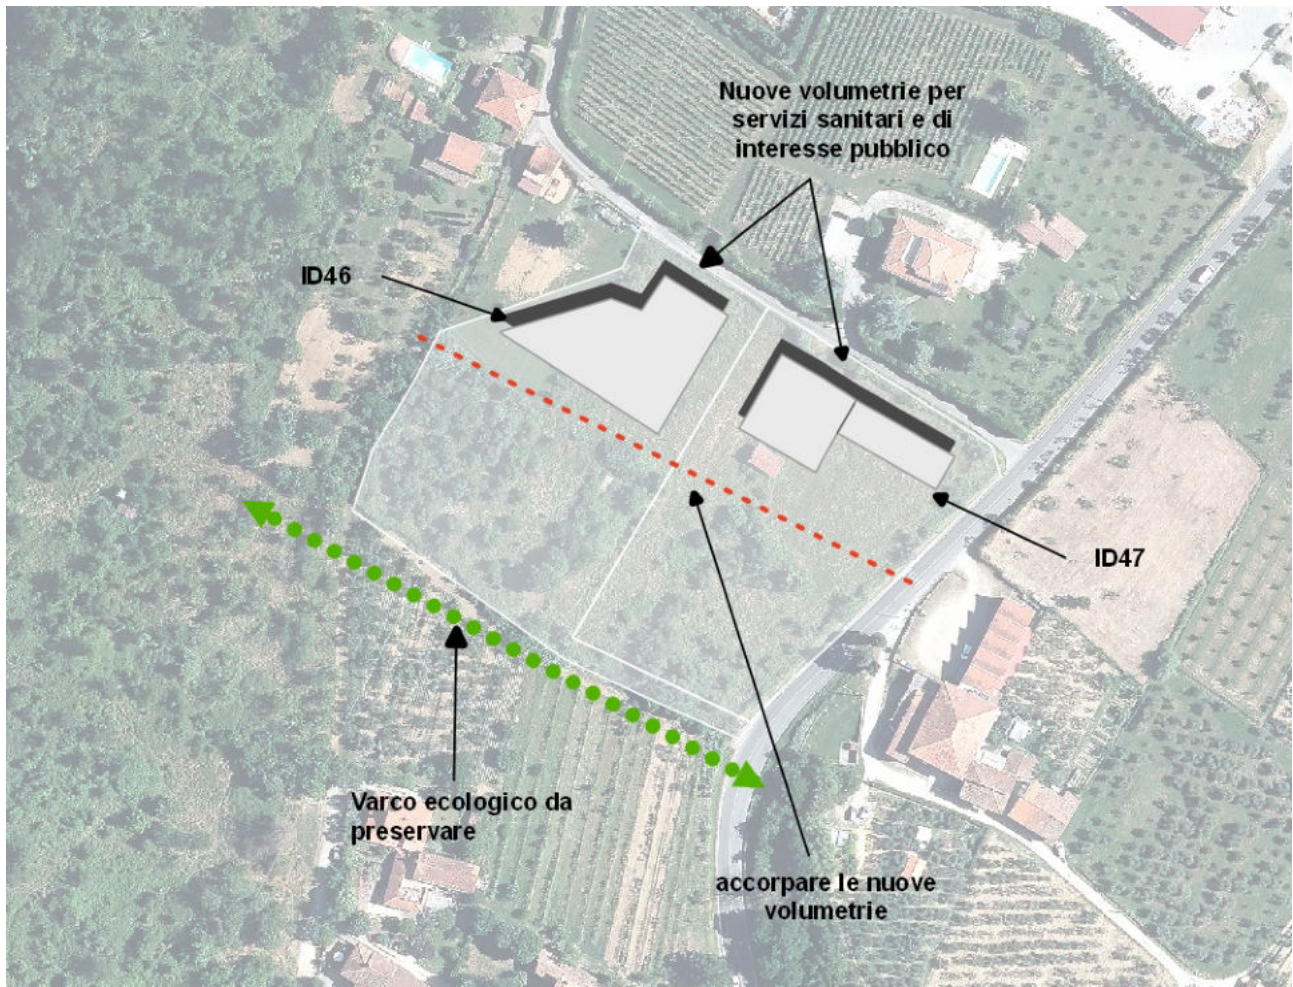 Nuove volumetrie per
servizi sanitari e di
interesse pubblico
ID46
ID47
Varco ecologico da
preservare
accorpare le nuove
volumetrie